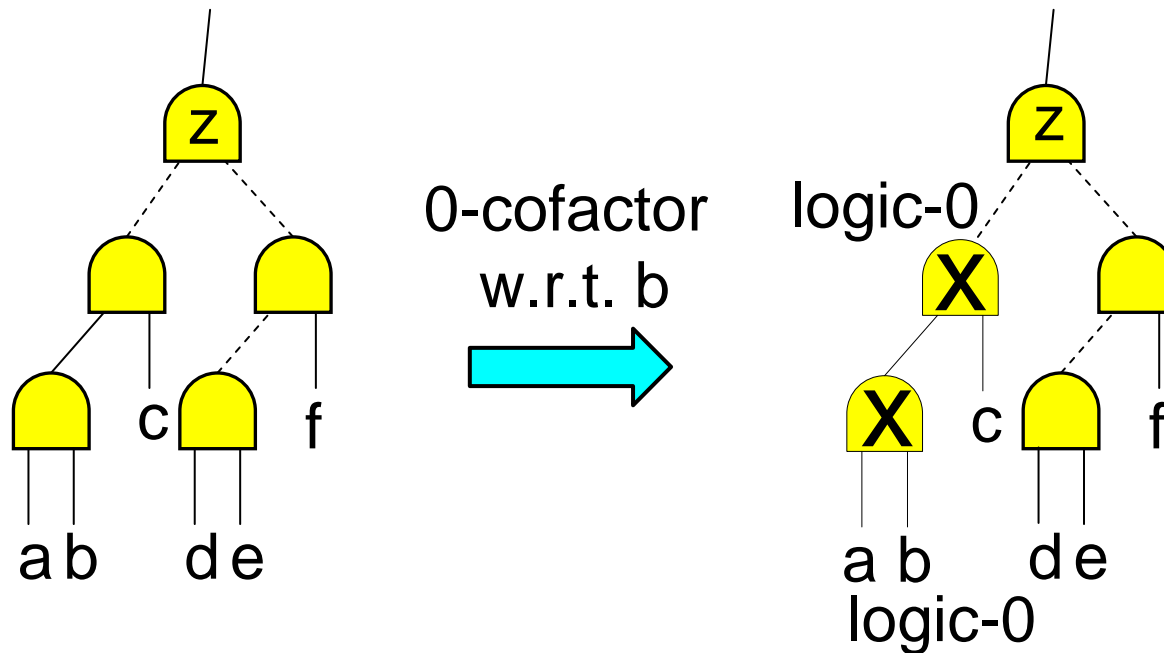 z
c
f
a b
d e
0-cofactor
w.r.t. b
z
logic-0
X
X
c
f
a b
d e
logic-0